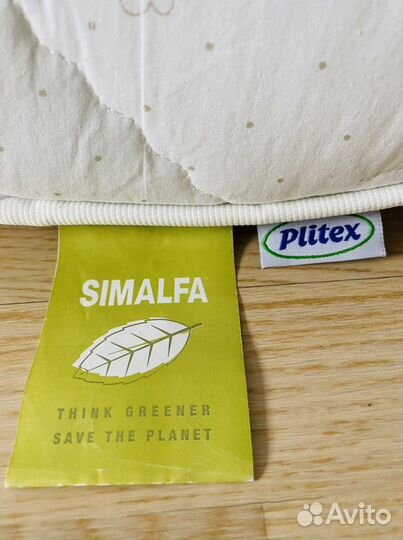 Plitex
SIMALFA
THINK GREENER
SAVE THE PLANET
Avito